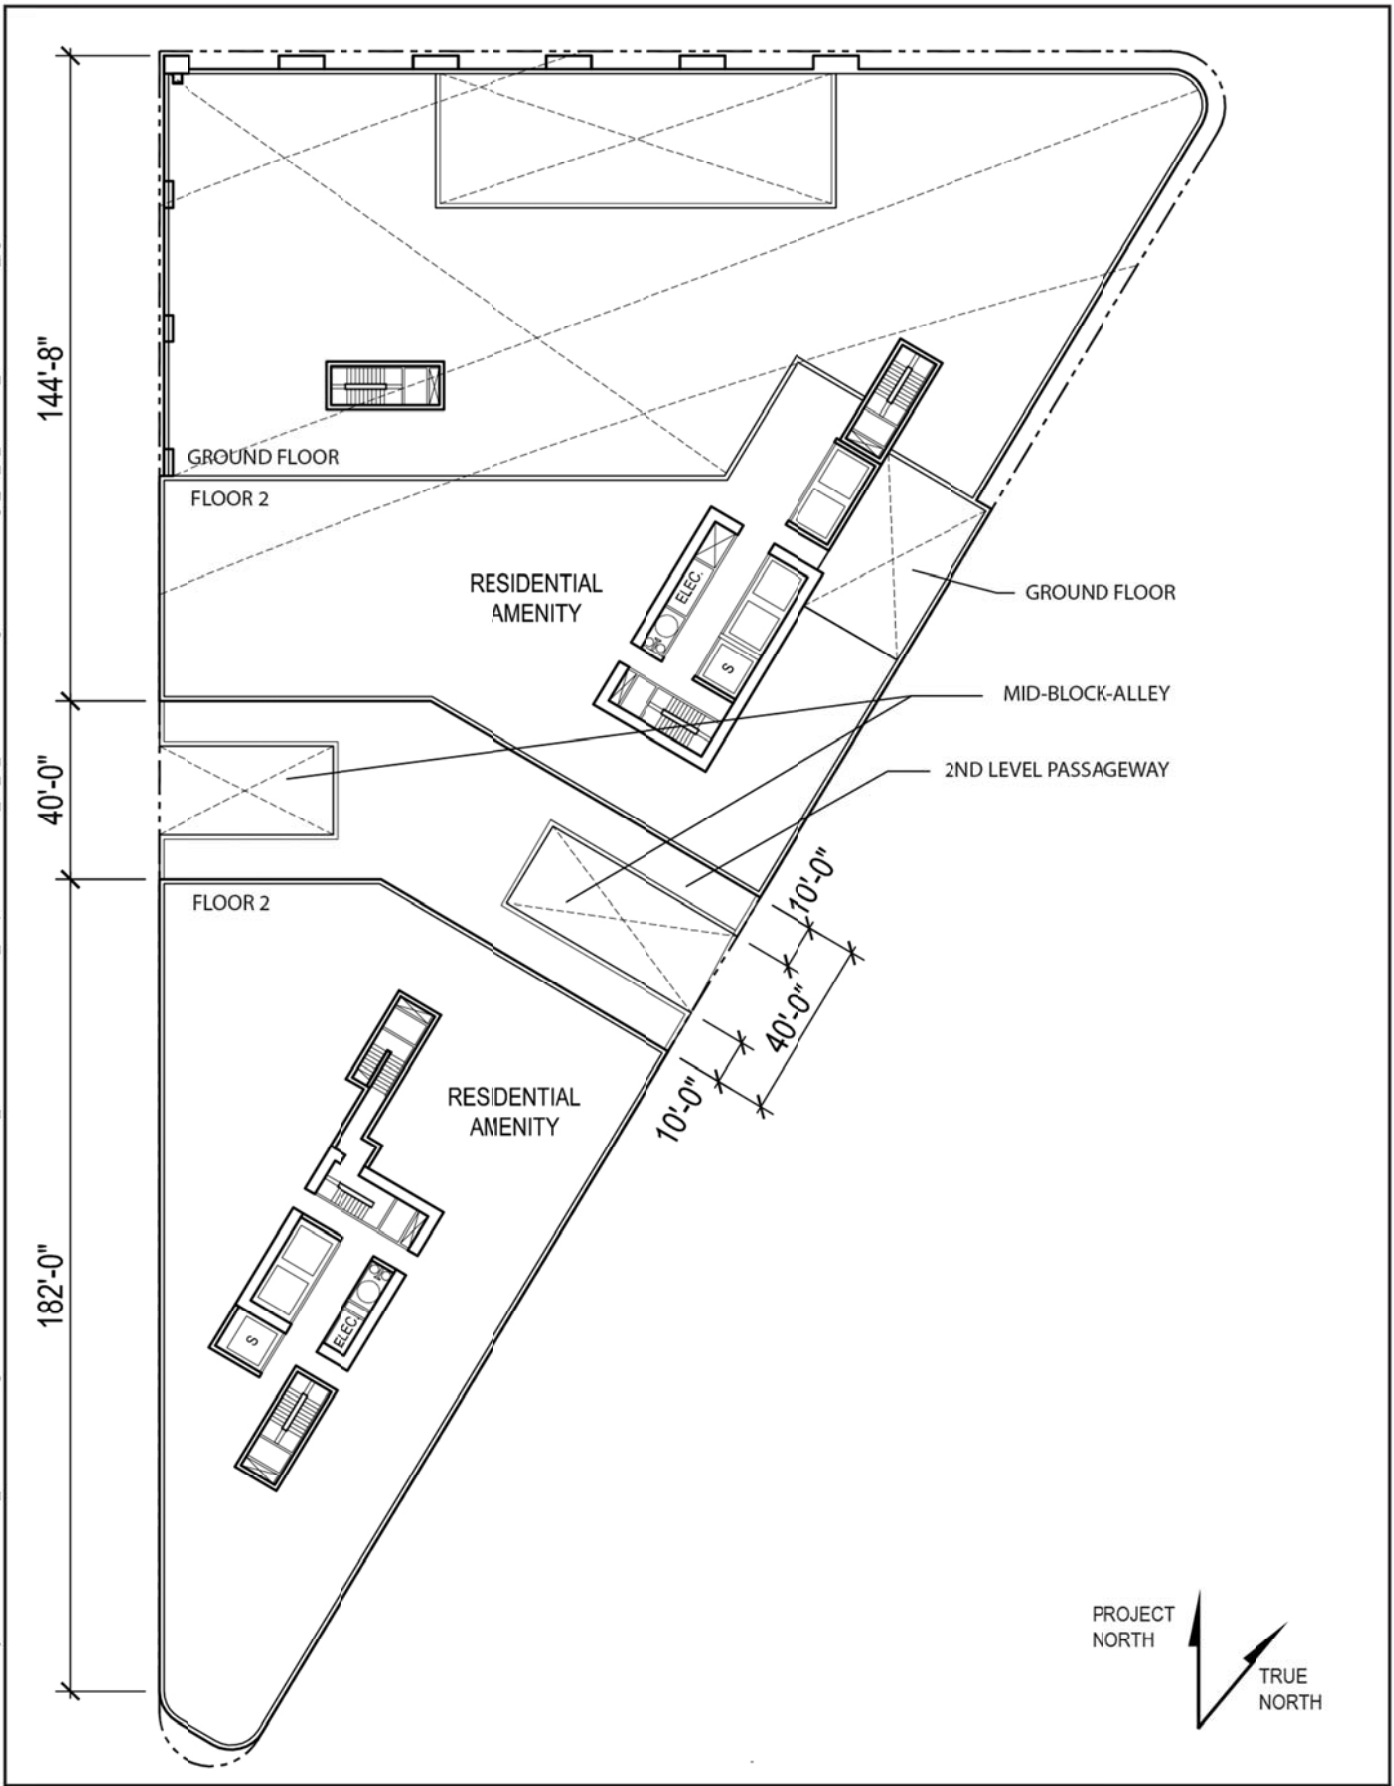 144'-8"
GROUND FLOOR
FLOOR 2
RESIDENTIAL
AMENITY
ELEC.
S
GROUND FLOOR
MID-BLOCK-ALLEY
2ND LEVEL PASSAGEWAY
40'-0"
10'-0"
FLOOR 2
40'-0"
10'-0"
RESIDENTIAL
AMENITY
182'-0"
S
ELEC.
PROJECT
NORTH
TRUE
NORTH